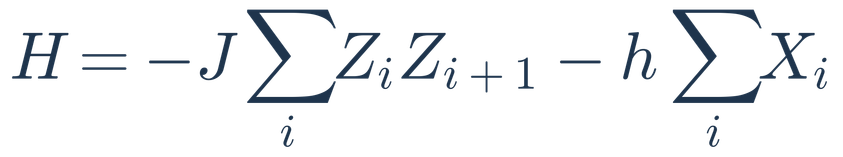 H = −J ∑_i Z_i Z_{i+1} − h ∑_i X_i